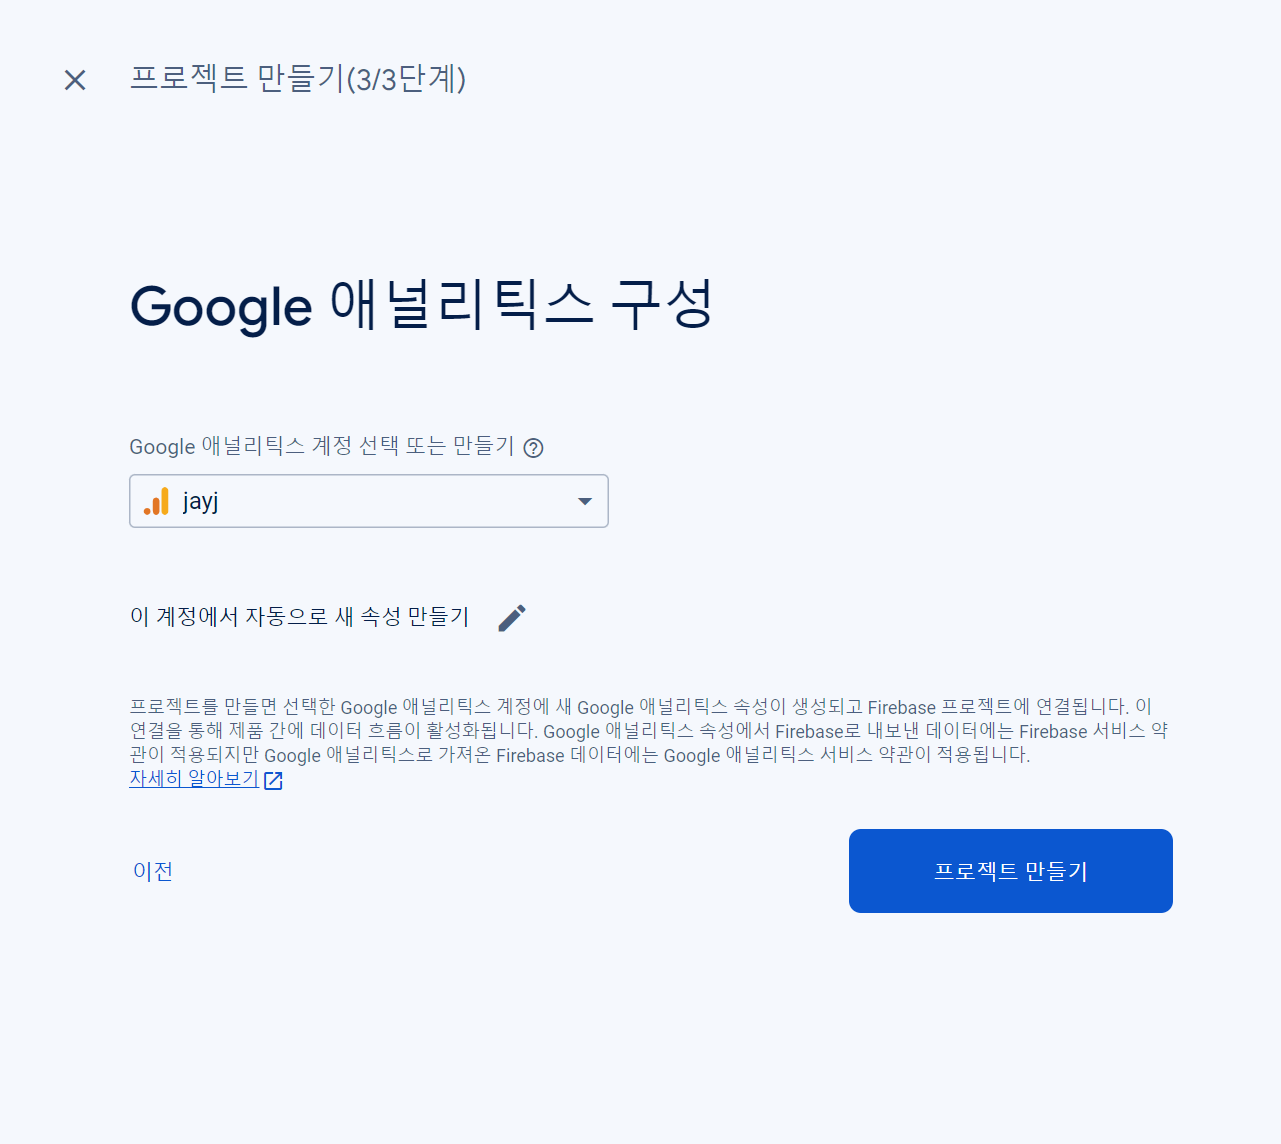 프로젝트 만들기(3/3단계)
Google 애널리틱스 구성
Google 애널리틱스 계정 선택 또는 만들기
jayj
이 계정에서 자동으로 새 속성 만들기
프로젝트를 만들면 선택한 Google 애널리틱스 계정에 새 Google 애널리틱스 속성이 생성되고 Firebase 프로젝트에 연결됩니다. 이
연결을 통해 제품 간에 데이터 흐름이 활성화됩니다. Google 애널리틱스 속성에서 Firebase로 내보낸 데이터에는 Firebase 서비스 약
관이 적용되지만 Google 애널리틱스로 가져온 Firebase 데이터에는 Google 애널리틱스 서비스 약관이 적용됩니다.
자세히 알아보기
이전
프로젝트 만들기